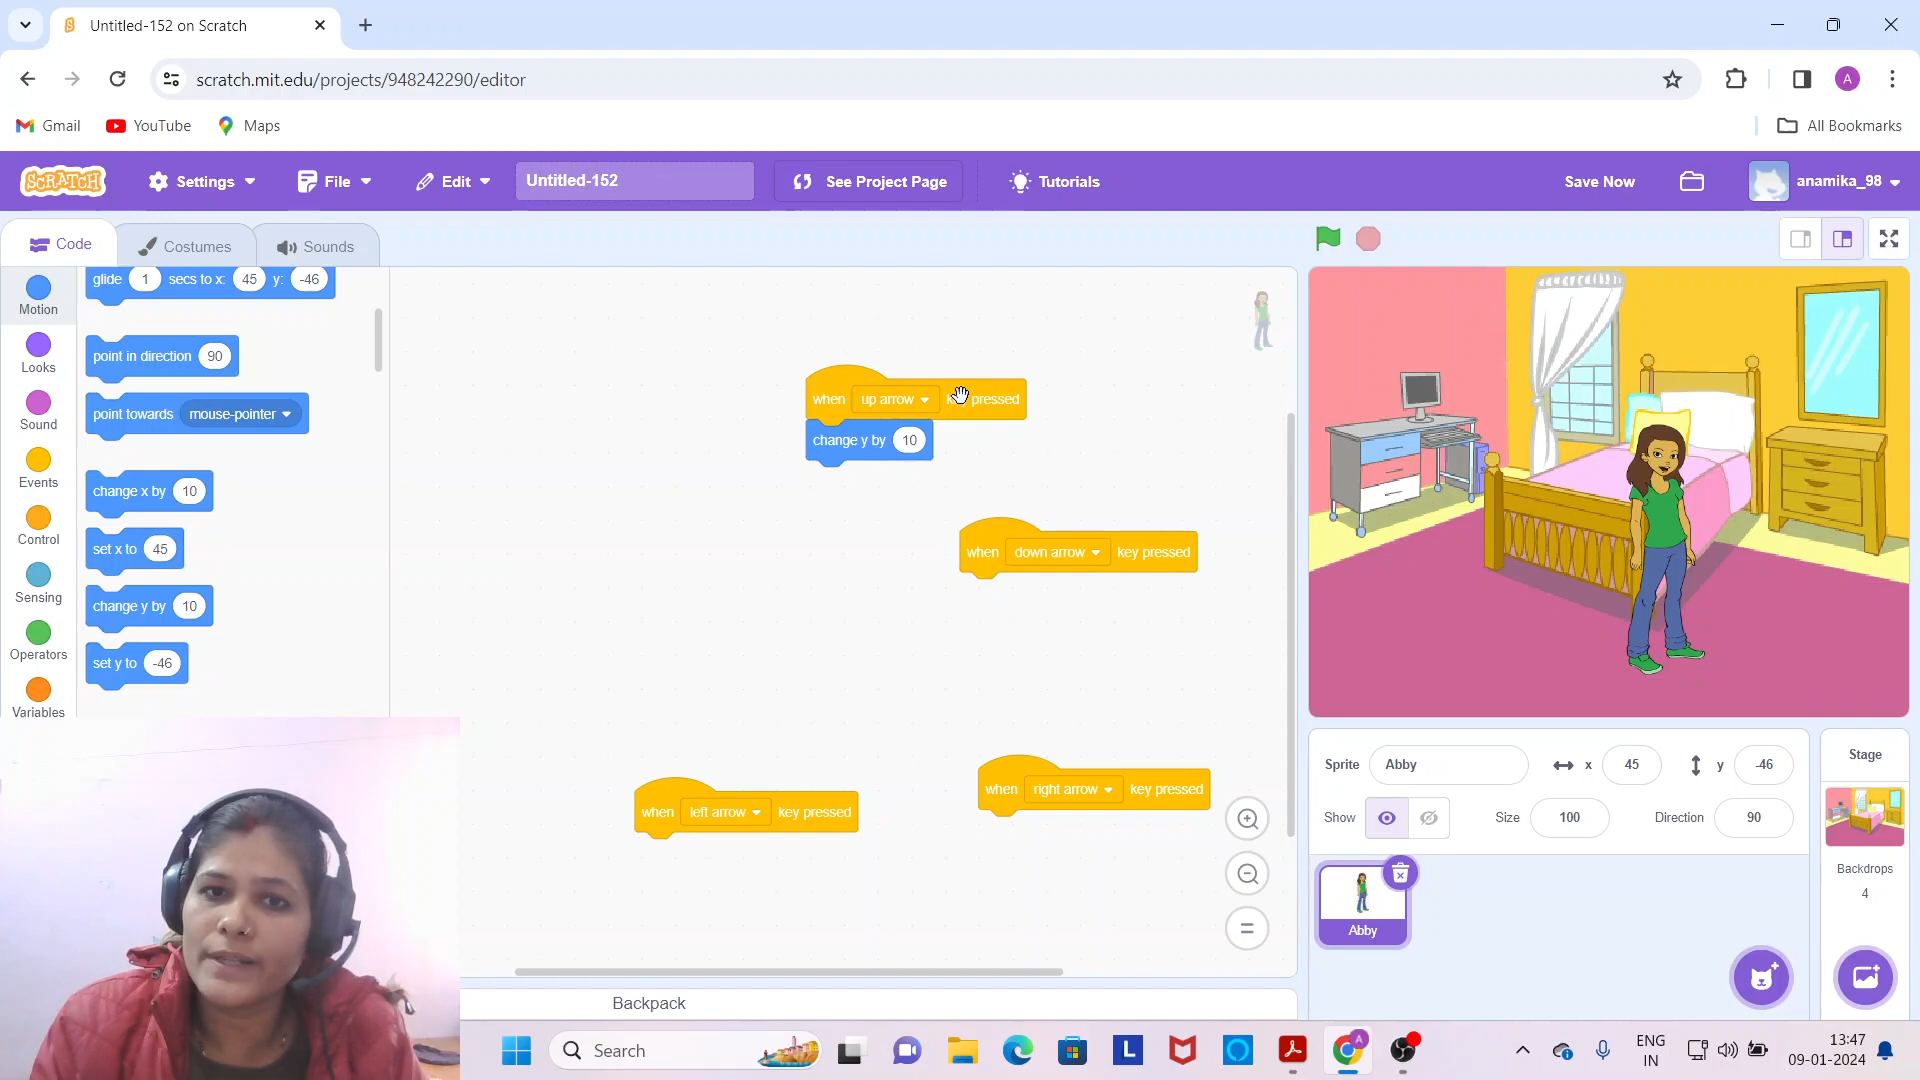 Untitled-152 on Scratch
scratch.mit.edu/projects/948242290/editor
Gmail YouTube Maps All Bookmarks
SCRATCH Settings File Edit Untitled-152 See Project Page Tutorials Save Now anamika_98
Code Costumes Sounds
Motion
Looks
Sound
Events
Control
Sensing
Operators
Variables
glide 1 secs to x: 45 y: -46
point in direction 90
point towards mouse-pointer
change x by 10
set x to 45
change y by 10
set y to -46
when up arrow key pressed
change y by 10
when down arrow key pressed
when left arrow key pressed
when right arrow key pressed
Sprite Abby x 45 y -46
Show Size 100 Direction 90
Abby
Stage
Backdrops
4
Backpack
Search
L
A
ENG
IN
13:47
09-01-2024